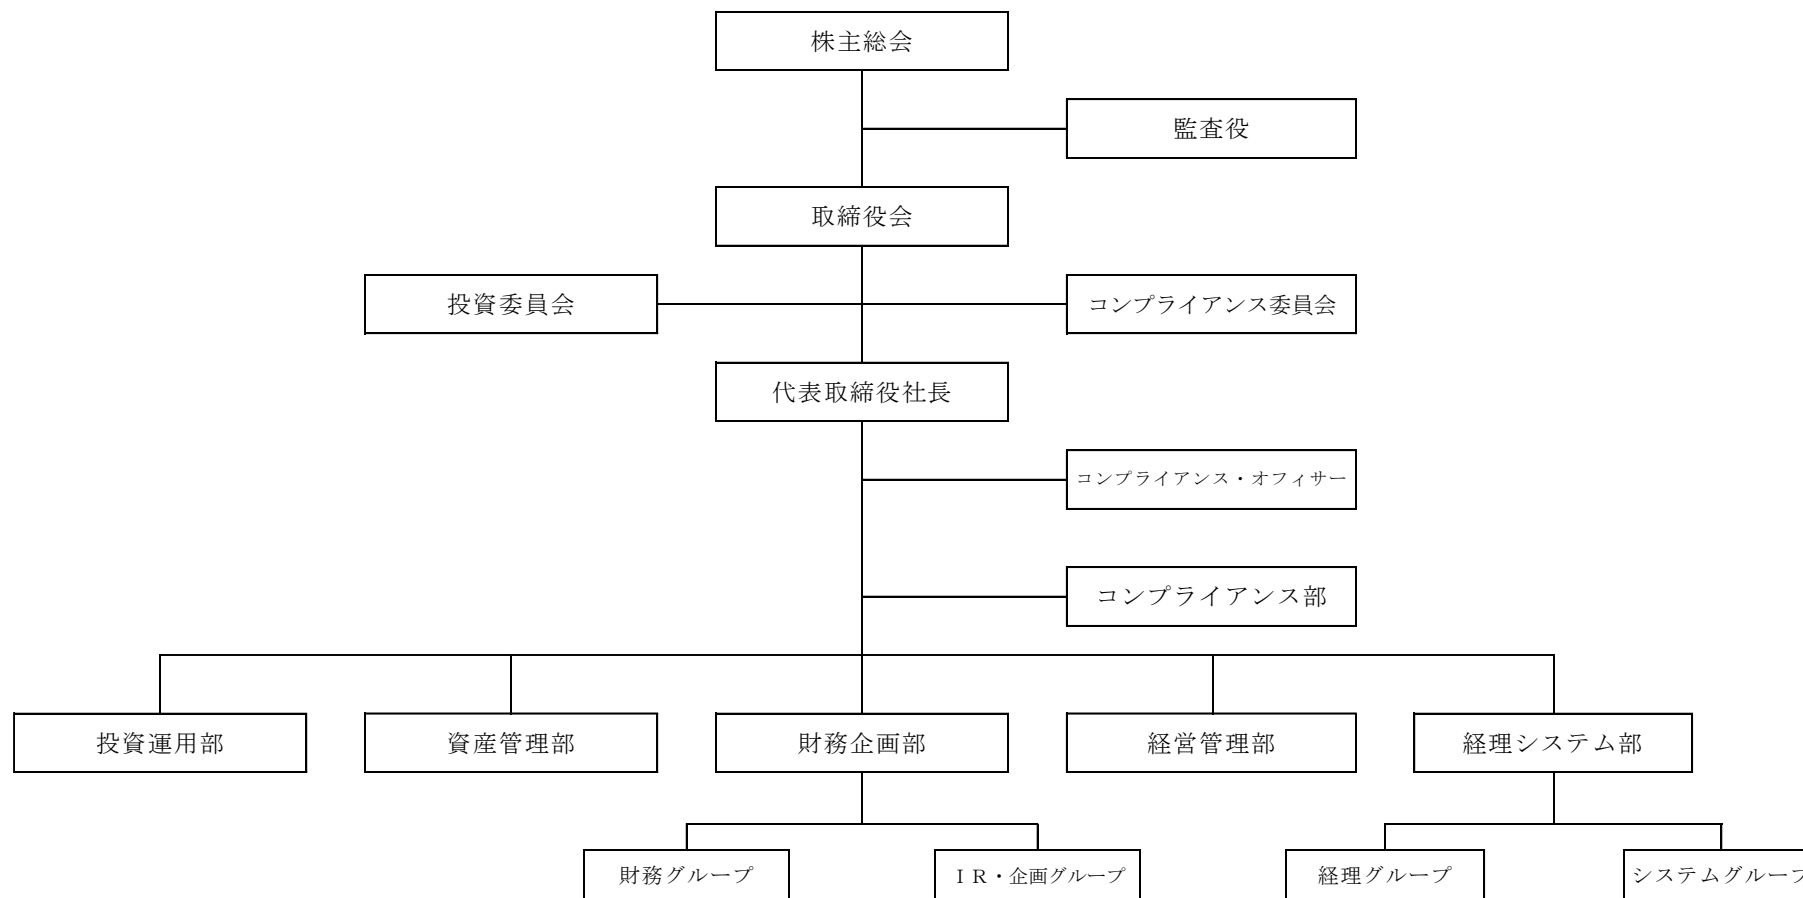 株主総会
監査役
取締役会
投資委員会
コンプライアンス委員会
代表取締役社長
コンプライアンス・オフィサー
コンプライアンス部
投資運用部
資産管理部
財務企画部
経営管理部
経理システム部
財務グループ
ＩＲ・企画グループ
経理グループ
システムグループ